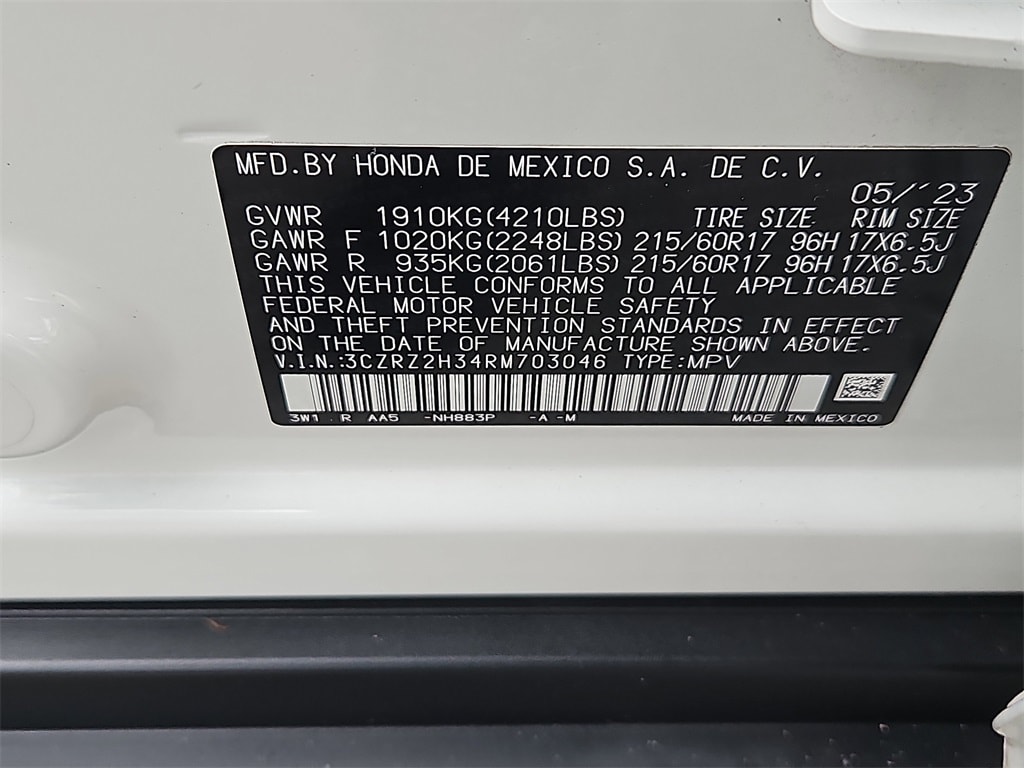 MFD.BY HONDA DE MEXICO S.A. DE C.V.
05/'23
GVWR 1910KG(4210LBS) TIRE SIZE RIM SIZE
GAWR F 1020KG(2248LBS) 215/60R17 96H 17X6.5J
GAWR R 935KG(2061LBS) 215/60R17 96H 17X6.5J
THIS VEHICLE CONFORMS TO ALL APPLICABLE
FEDERAL MOTOR VEHICLE SAFETY
AND THEFT PREVENTION STANDARDS IN EFFECT
ON THE DATE OF MANUFACTURE SHOWN ABOVE.
V.I.N.:3CZRZ2H34RM703046 TYPE:MPV
3W1 R AA5 -NH883P -A -M MADE IN MEXICO